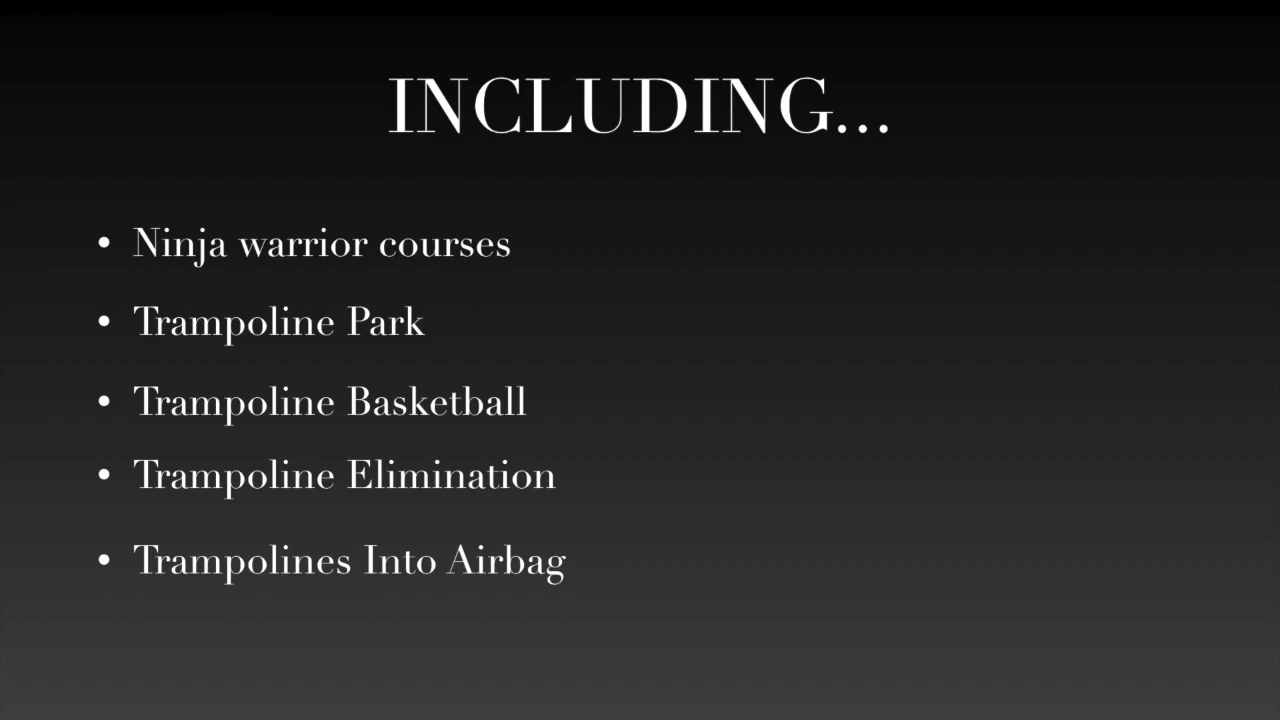 INCLUDING...
• Ninja warrior courses
• Trampoline Park
• Trampoline Basketball
• Trampoline Elimination
• Trampolines Into Airbag